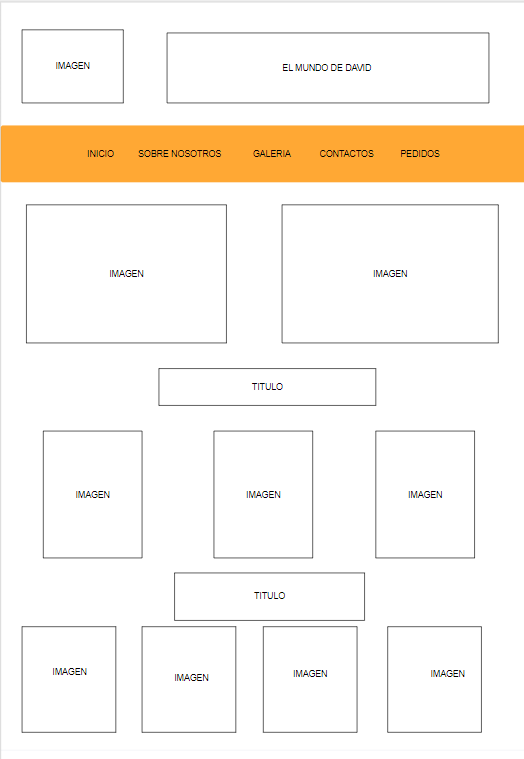 IMAGEN
EL MUNDO DE DAVID
INICIO SOBRE NOSOTROS GALERIA CONTACTOS PEDIDOS
IMAGEN IMAGEN
TITULO
IMAGEN IMAGEN IMAGEN
TITULO
IMAGEN IMAGEN IMAGEN IMAGEN